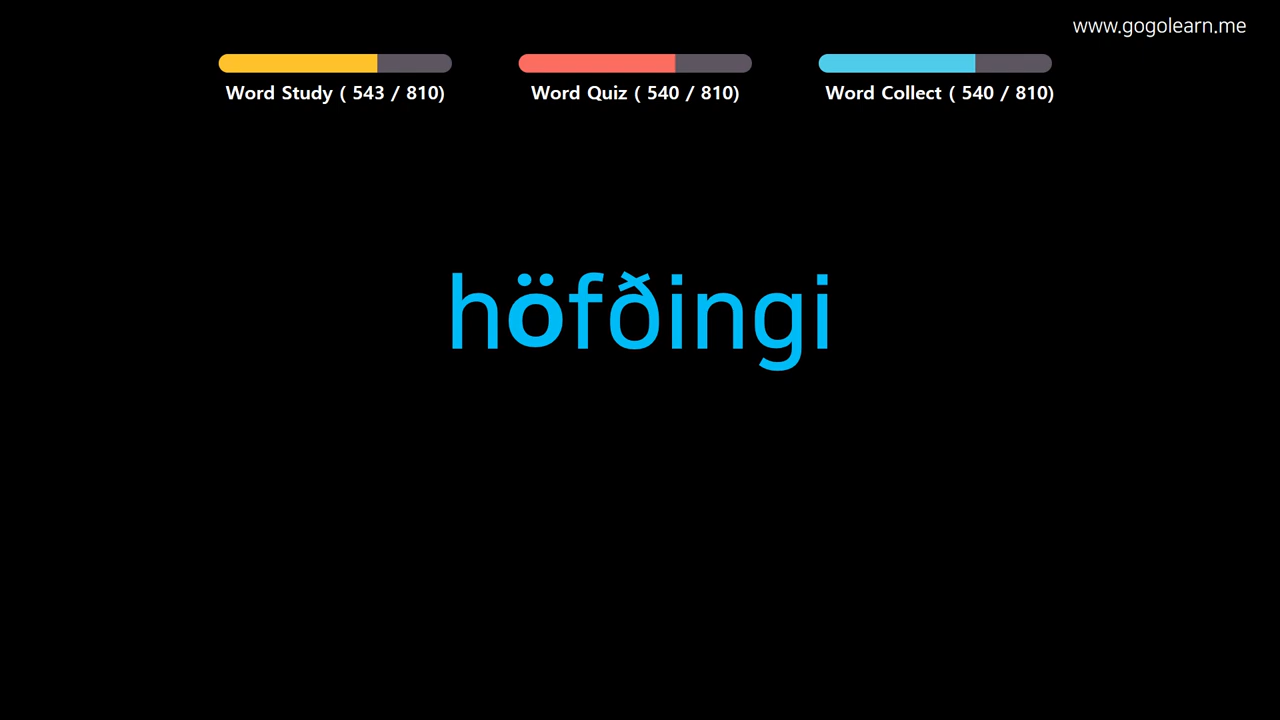 www.gogolearn.me
Word Study ( 543 / 810)
Word Quiz ( 540 / 810)
Word Collect ( 540 / 810)
höfðingi